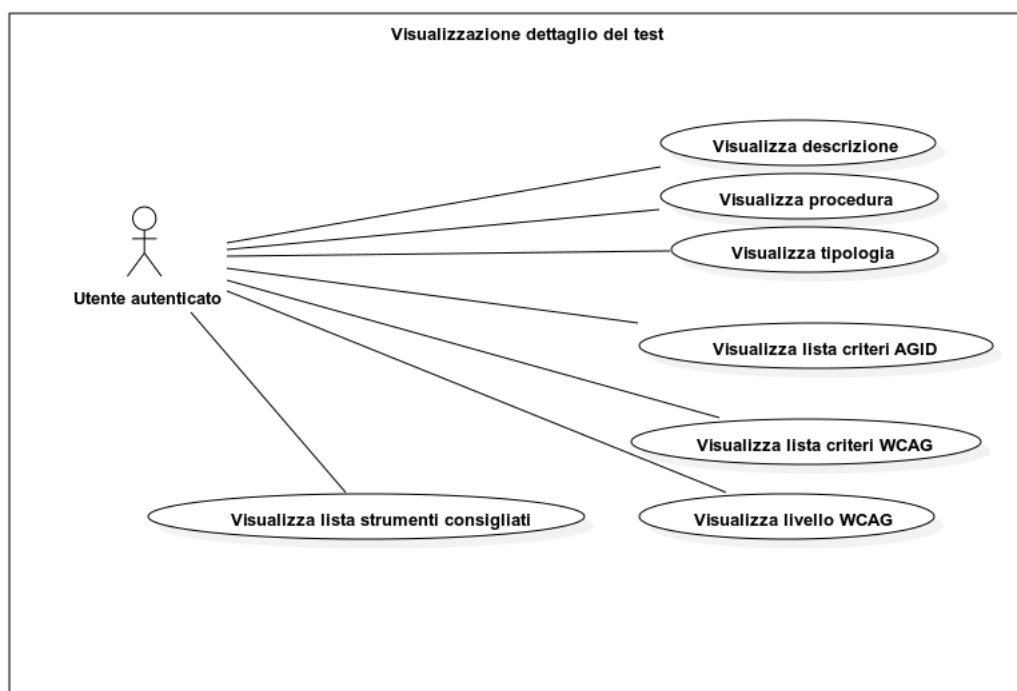 Visualizzazione dettaglio del test
Visualizza descrizione
Visualizza procedura
Visualizza tipologia
Utente autenticato
Visualizza lista criteri AGID
Visualizza lista criteri WCAG
Visualizza lista strumenti consigliati
Visualizza livello WCAG